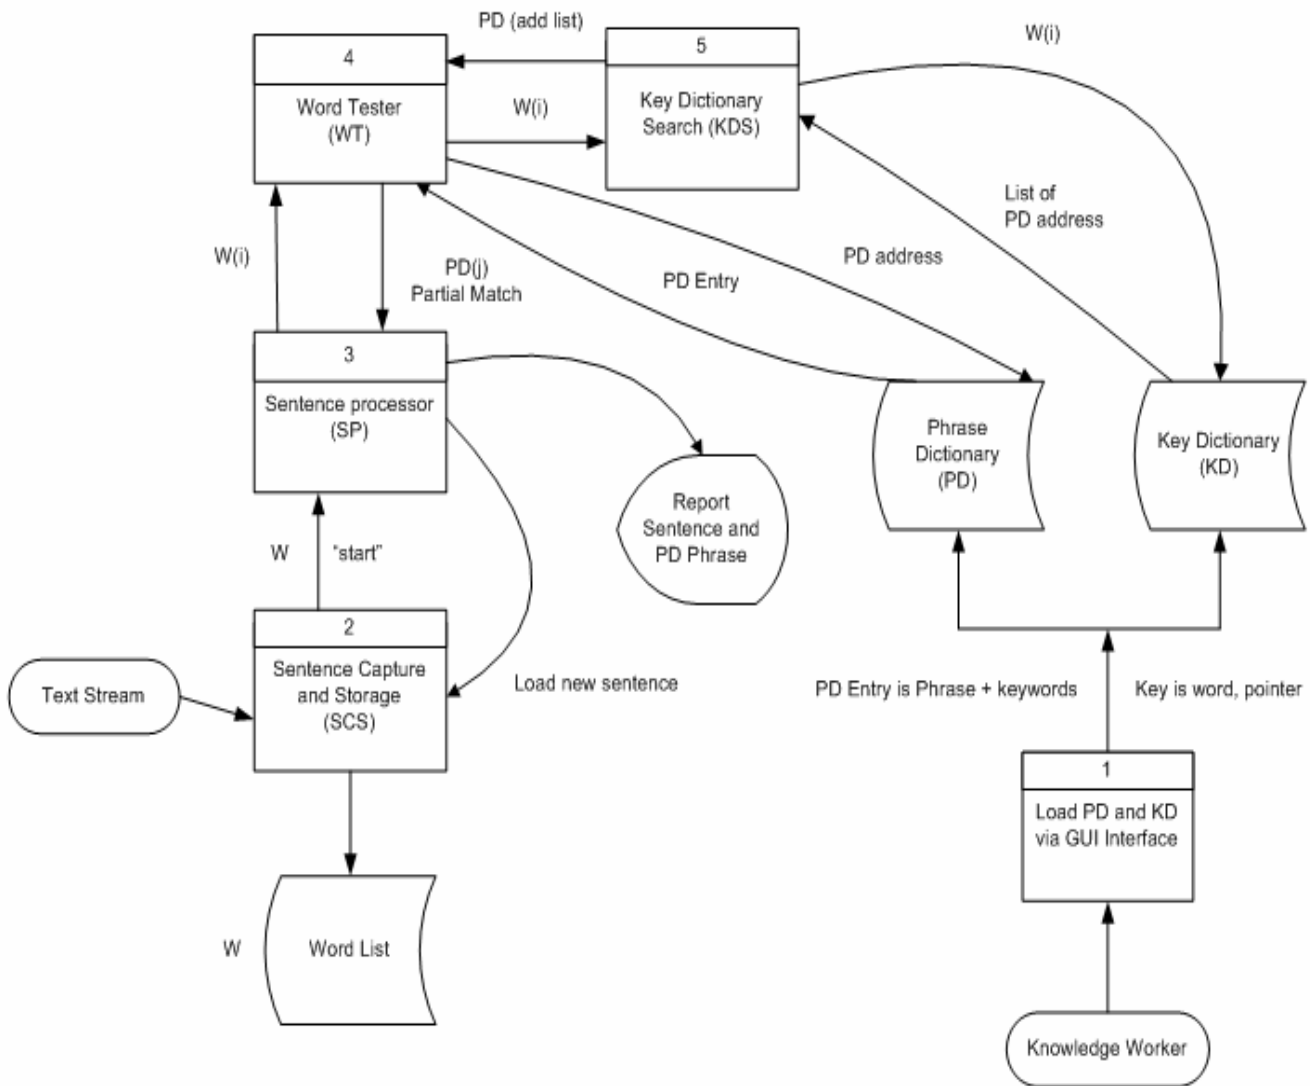 PD (add list)
4
Word Tester
(WT)
W(i)
5
Key Dictionary
Search (KDS)
W(i)
List of
PD address
W(i)
PD(j)
Partial Match
PD Entry
PD address
3
Sentence processor
(SP)
Phrase
Dictionary
(PD)
Key Dictionary
(KD)
Report
Sentence and
PD Phrase
W
"start"
2
Sentence Capture
and Storage
(SCS)
Text Stream
Load new sentence
PD Entry is Phrase + keywords
Key is word, pointer
1
Load PD and KD
via GUI Interface
W
Word List
Knowledge Worker